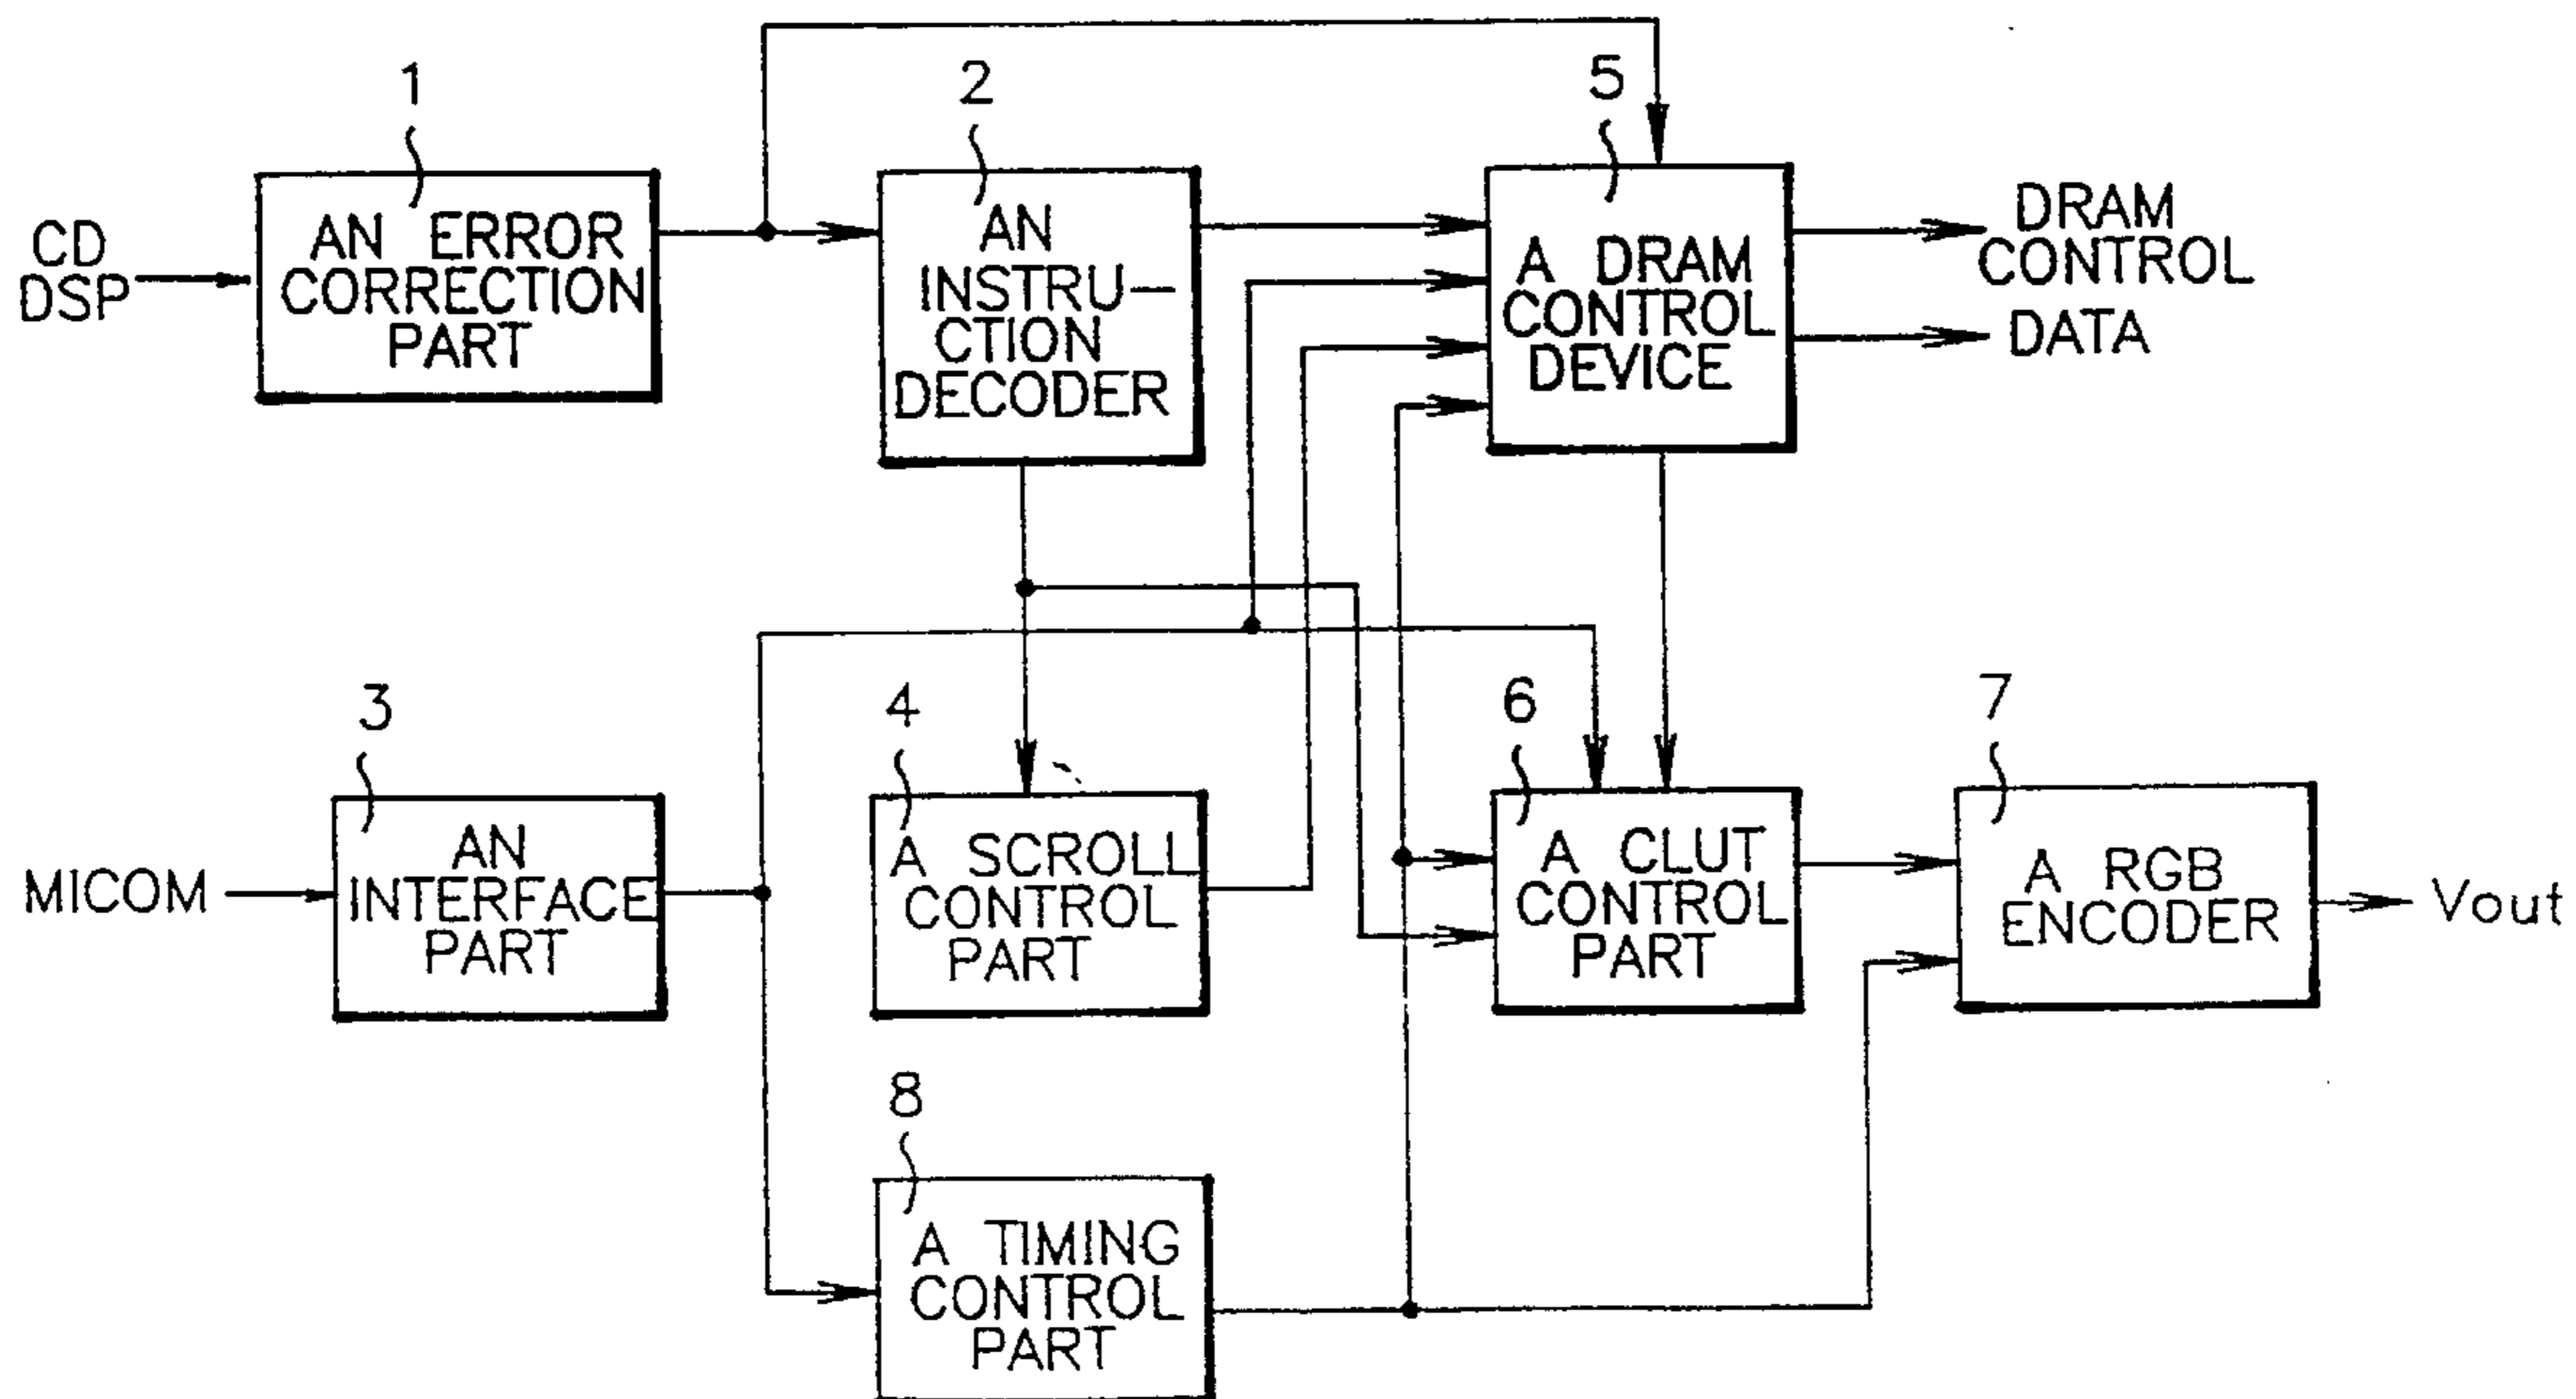 1
2
5
CD
DSP
AN ERROR
CORRECTION
PART
AN
INSTRU-
CTION
DECODER
A DRAM
CONTROL
DEVICE
DRAM
CONTROL
DATA
3
4
6
7
MICOM
AN
INTERFACE
PART
A SCROLL
CONTROL
PART
A CLUT
CONTROL
PART
A RGB
ENCODER
Vout
8
A TIMING
CONTROL
PART